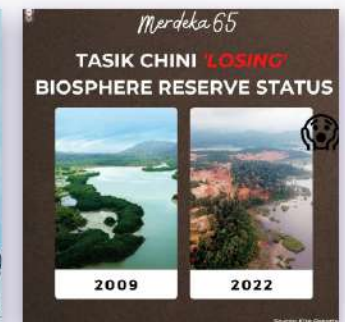 Merdeka 65
TASIK CHINI 'LOSING'
BIOSPHERE RESERVE STATUS
2009
2022